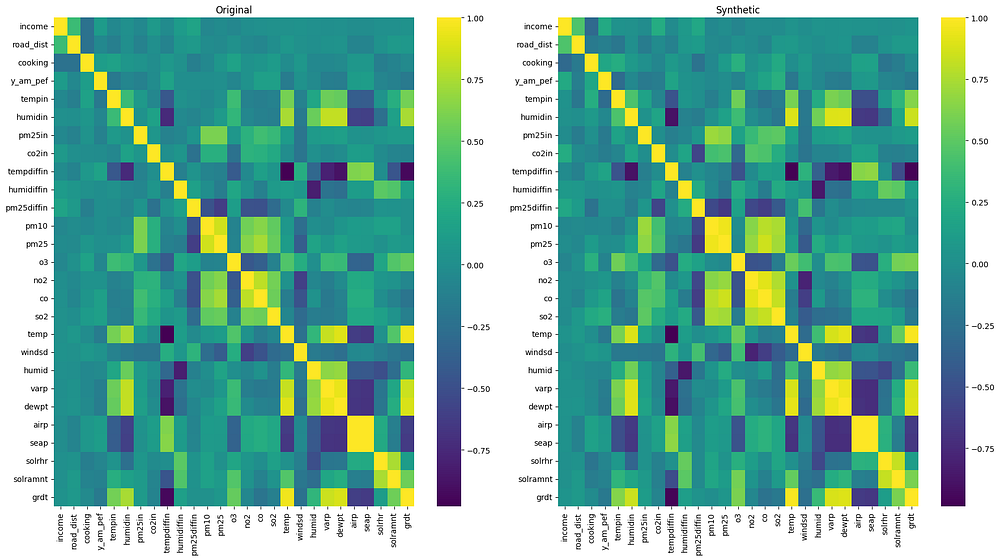 Original
income
road_dist
cooking
y_am_pef
tempin
humidin
pm25in
co2in
tempdiffin
humidiffin
pm25diffin
pm10
pm25
o3
no2
co
so2
temp
windsd
humid
varp
dewpt
airp
seap
solrhr
solramnt
grdt
income
road_dist
cooking
y_am_pef
tempin
humidin
pm25in
co2in
tempdiffin
humidiffin
pm25diffin
pm10
pm25
o3
no2
co
so2
temp
windsd
humid
varp
dewpt
airp
seap
solrhr
solramnt
grdt
1.00
0.75
0.50
0.25
0.00
−0.25
−0.50
−0.75
Synthetic
income
road_dist
cooking
y_am_pef
tempin
humidin
pm25in
co2in
tempdiffin
humidiffin
pm25diffin
pm10
pm25
o3
no2
co
so2
temp
windsd
humid
varp
dewpt
airp
seap
solrhr
solramnt
grdt
income
road_dist
cooking
y_am_pef
tempin
humidin
pm25in
co2in
tempdiffin
humidiffin
pm25diffin
pm10
pm25
o3
no2
co
so2
temp
windsd
humid
varp
dewpt
airp
seap
solrhr
solramnt
grdt
1.00
0.75
0.50
0.25
0.00
−0.25
−0.50
−0.75